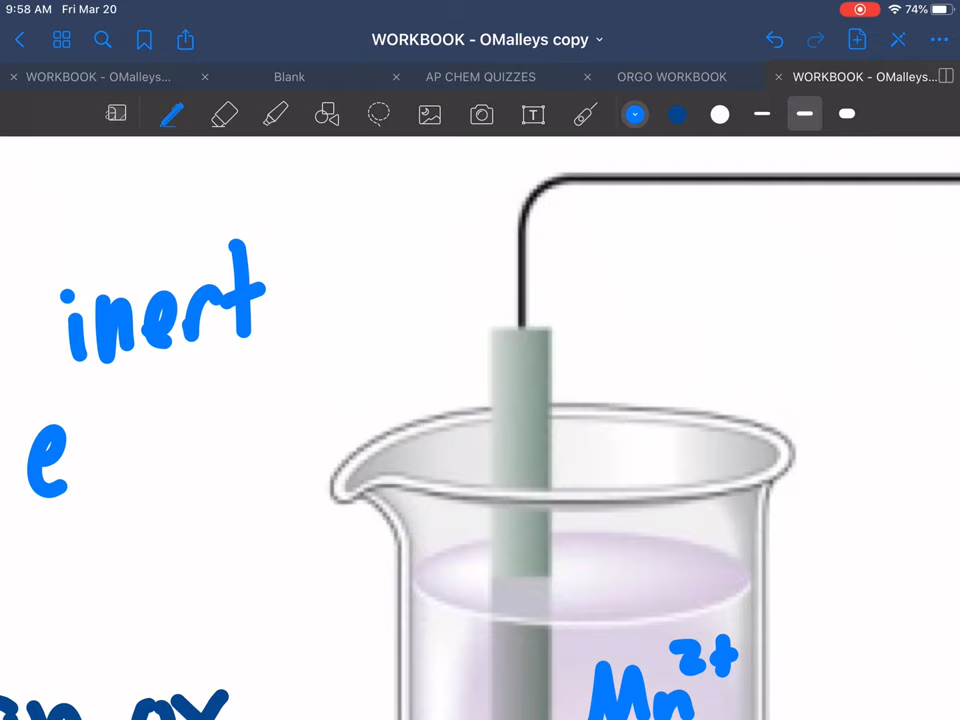 9:58 AM Fri Mar 20
74%
WORKBOOK - OMalleys copy
WORKBOOK - OMalleys...
Blank
AP CHEM QUIZZES
ORGO WORKBOOK
WORKBOOK - OMalleys...
T
inert
e
Mn2+
ox